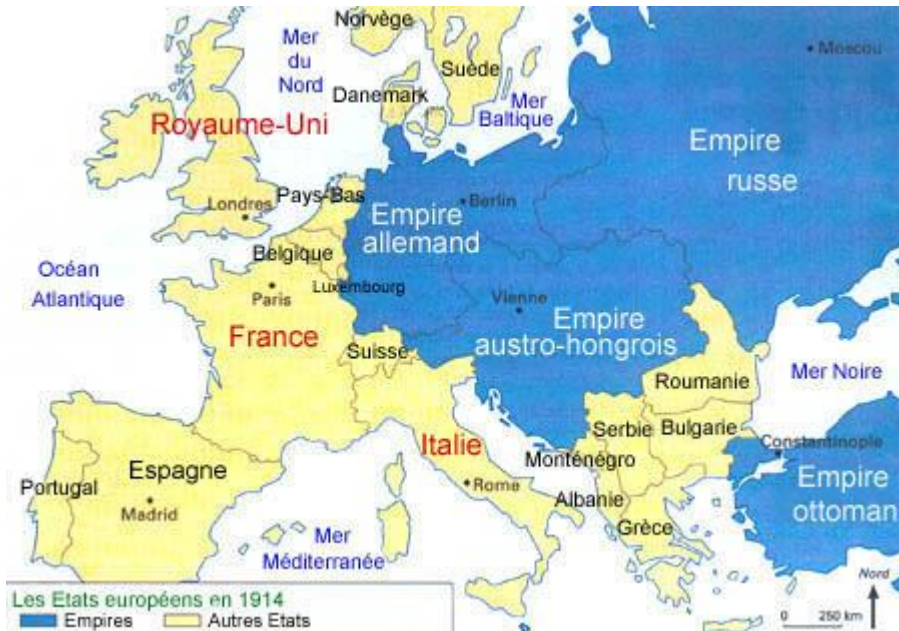 Norvège
Mer
du
Nord
Suède
Moscou
Danemark
Mer
Baltique
Royaume-Uni
Empire
russe
Pays-Bas
Londres
Berlin
Empire
allemand
Belgique
Océan
Atlantique
Paris
Luxembourg
Vienne
France
Empire
austro-hongrois
Suisse
Mer Noire
Roumanie
Italie
Serbie
Bulgarie
Constantinople
Monténégro
Espagne
Portugal
Madrid
Rome
Albanie
Empire
ottoman
Grèce
Mer
Méditerranée
Les Etats européens en 1914
Empires
Autres Etats
0 250 km
Nord